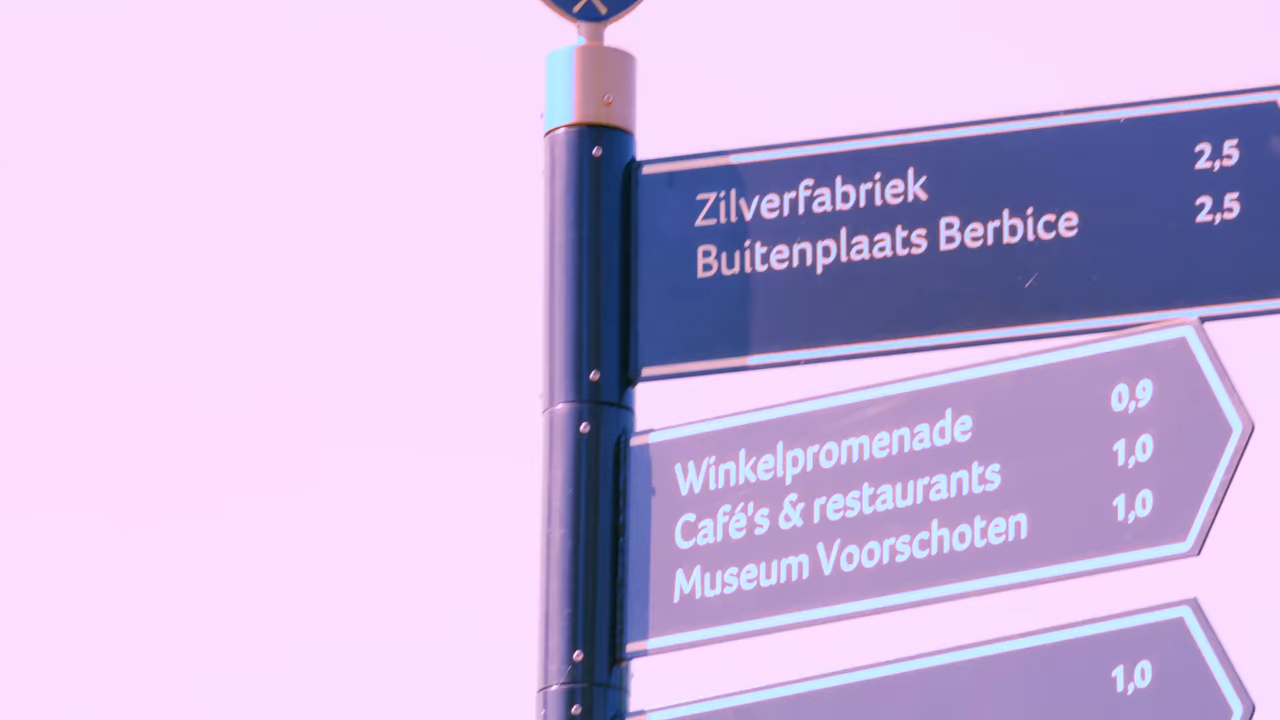 Zilverfabriek 2,5
Buitenplaats Berbice 2,5
Winkelpromenade 0,9
Café's & restaurants 1,0
Museum Voorschoten 1,0
1,0